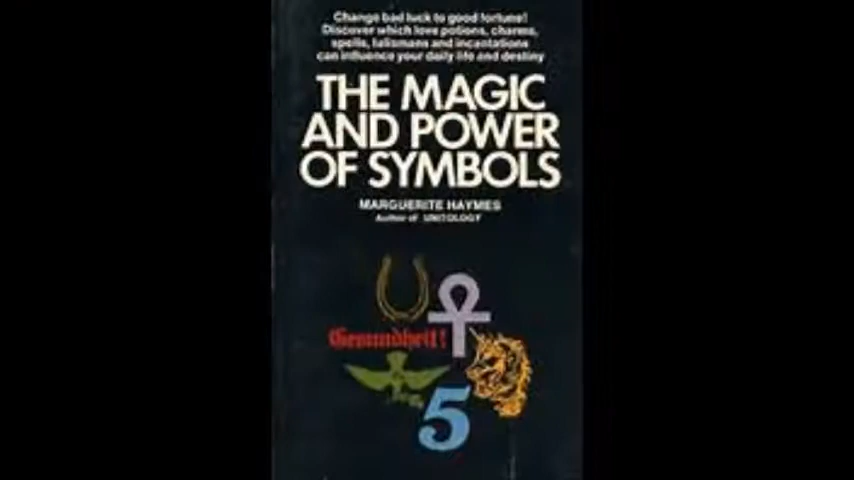 Change bad luck to good fortune!
Discover which love potions, charms,
spells, talismans and incantations
can influence your daily life and destiny
THE MAGIC
AND POWER
OF SYMBOLS
MARGUERITE HAYMES
Author of UNITOLOGY
Gesundheit!
5